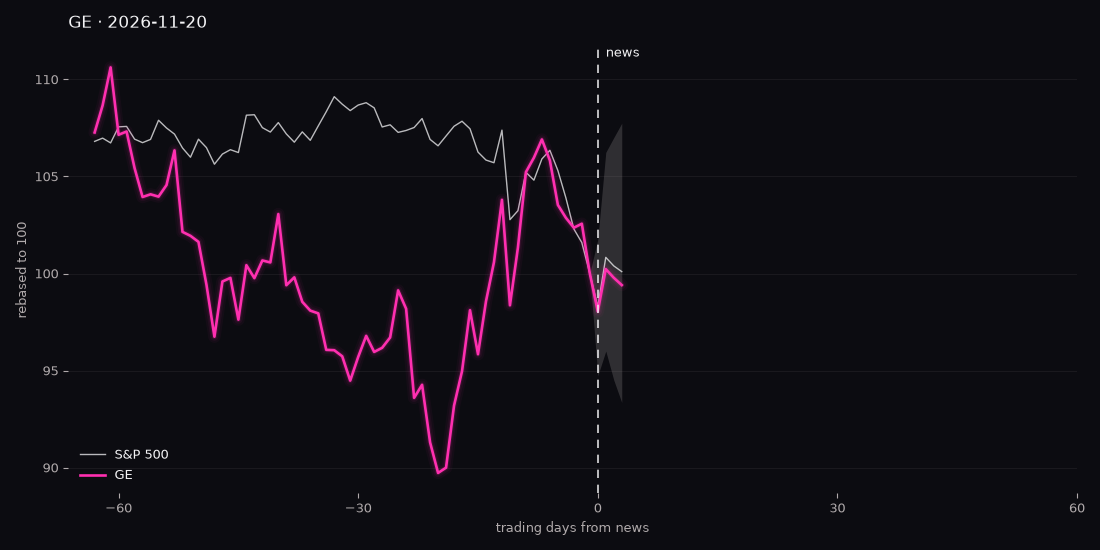 GE · 2026-11-20
news
110
105
100
95
90
rebased to 100
S&P 500
GE
−60
−30
0
30
60
trading days from news